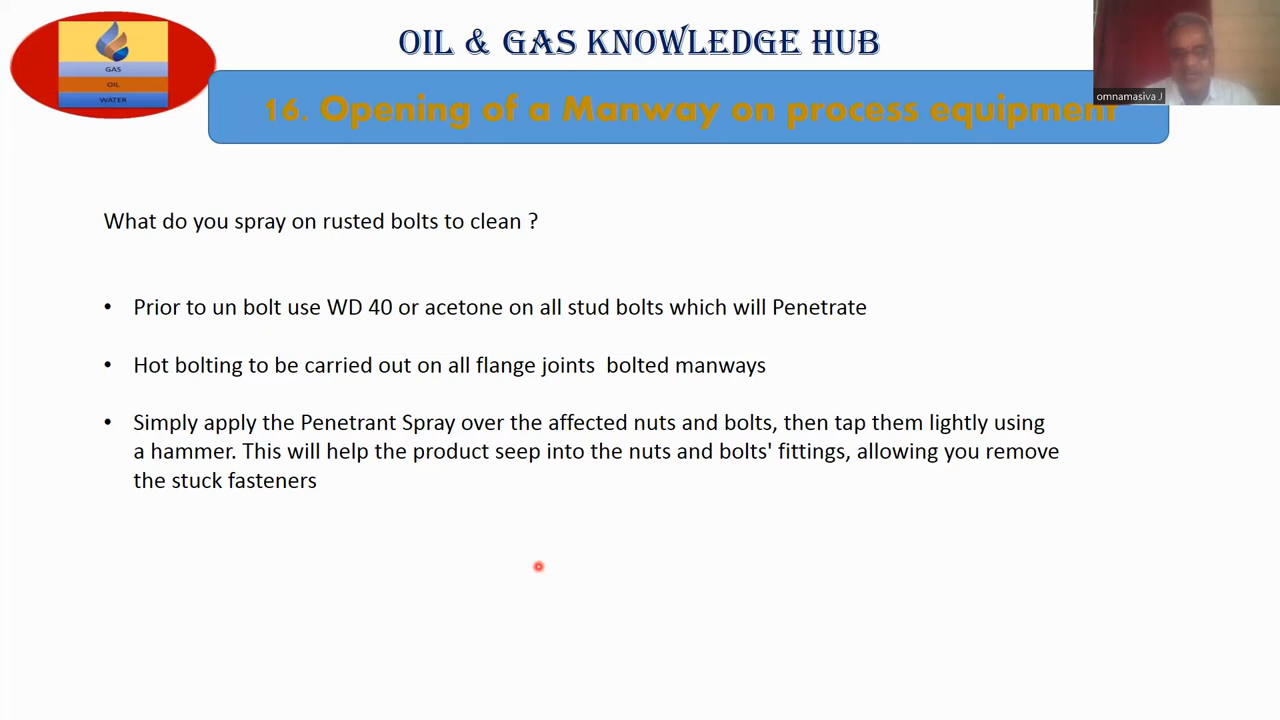 GAS
OIL
WATER
OIL & GAS KNOWLEDGE HUB
omnamasiva J
16. Opening of a Manway on process equipment
What do you spray on rusted bolts to clean ?
• Prior to un bolt use WD 40 or acetone on all stud bolts which will Penetrate
• Hot bolting to be carried out on all flange joints bolted manways
• Simply apply the Penetrant Spray over the affected nuts and bolts, then tap them lightly using
a hammer. This will help the product seep into the nuts and bolts' fittings, allowing you remove
the stuck fasteners